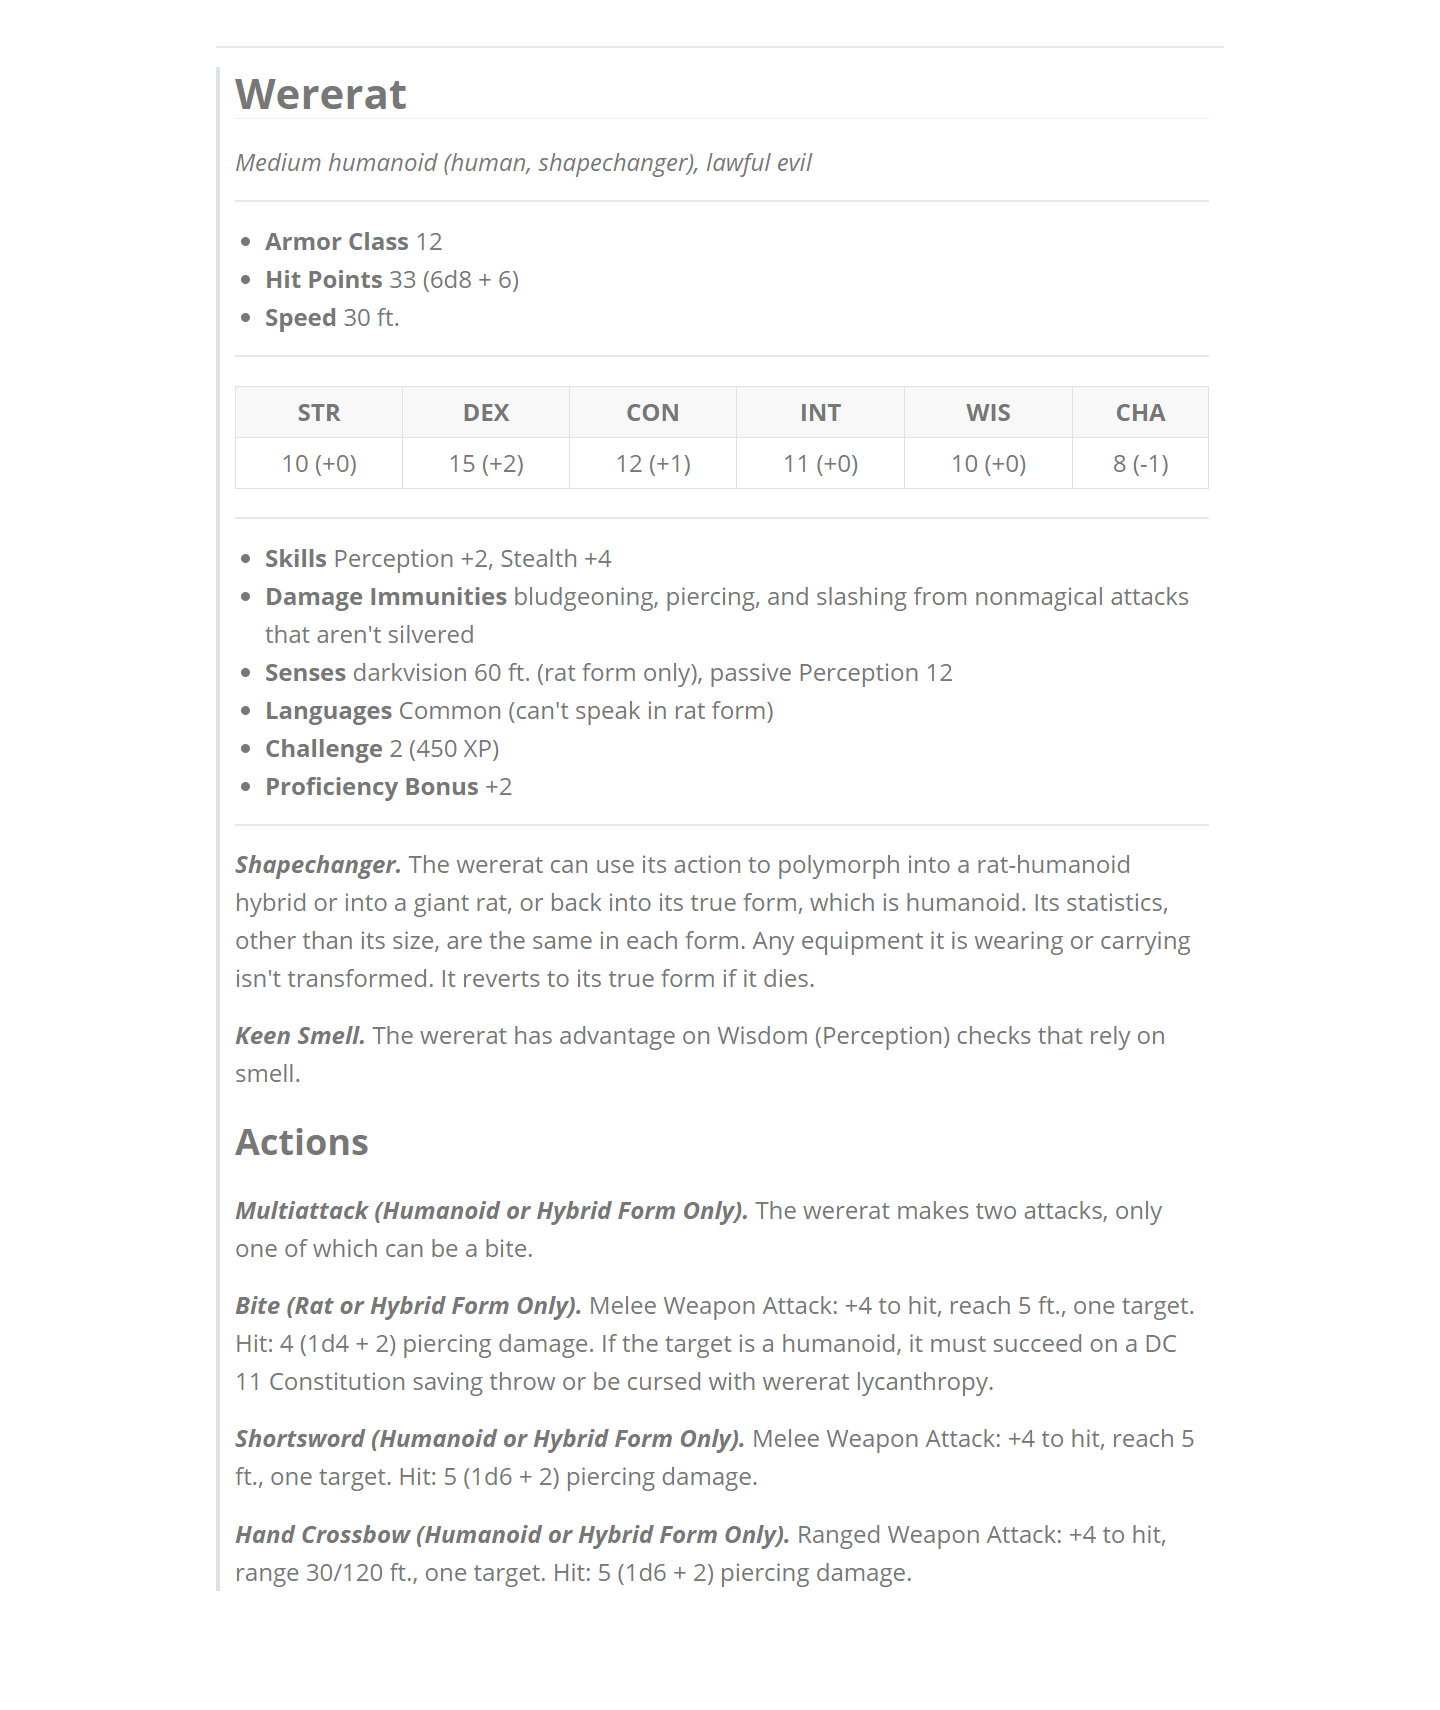 Wererat
Medium humanoid (human, shapechanger), lawful evil
Armor Class 12
Hit Points 33 (6d8 + 6)
Speed 30 ft.
STR DEX CON INT WIS CHA
10 (+0) 15 (+2) 12 (+1) 11 (+0) 10 (+0) 8 (-1)
Skills Perception +2, Stealth +4
Damage Immunities bludgeoning, piercing, and slashing from nonmagical attacks
that aren't silvered
Senses darkvision 60 ft. (rat form only), passive Perception 12
Languages Common (can't speak in rat form)
Challenge 2 (450 XP)
Proficiency Bonus +2
Shapechanger. The wererat can use its action to polymorph into a rat-humanoid
hybrid or into a giant rat, or back into its true form, which is humanoid. Its statistics,
other than its size, are the same in each form. Any equipment it is wearing or carrying
isn't transformed. It reverts to its true form if it dies.
Keen Smell. The wererat has advantage on Wisdom (Perception) checks that rely on
smell.
Actions
Multiattack (Humanoid or Hybrid Form Only). The wererat makes two attacks, only
one of which can be a bite.
Bite (Rat or Hybrid Form Only). Melee Weapon Attack: +4 to hit, reach 5 ft., one target.
Hit: 4 (1d4 + 2) piercing damage. If the target is a humanoid, it must succeed on a DC
11 Constitution saving throw or be cursed with wererat lycanthropy.
Shortsword (Humanoid or Hybrid Form Only). Melee Weapon Attack: +4 to hit, reach 5
ft., one target. Hit: 5 (1d6 + 2) piercing damage.
Hand Crossbow (Humanoid or Hybrid Form Only). Ranged Weapon Attack: +4 to hit,
range 30/120 ft., one target. Hit: 5 (1d6 + 2) piercing damage.